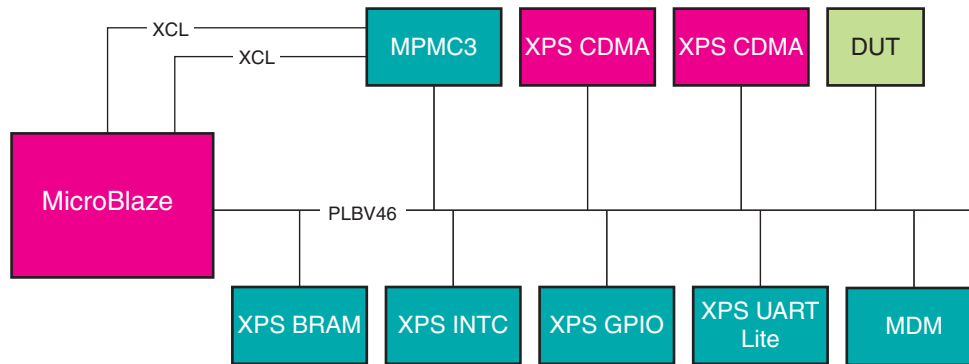 XCL
MPMC3
XPS CDMA
XPS CDMA
DUT
XCL
MicroBlaze
PLBV46
XPS BRAM
XPS INTC
XPS GPIO
XPS UART
Lite
MDM